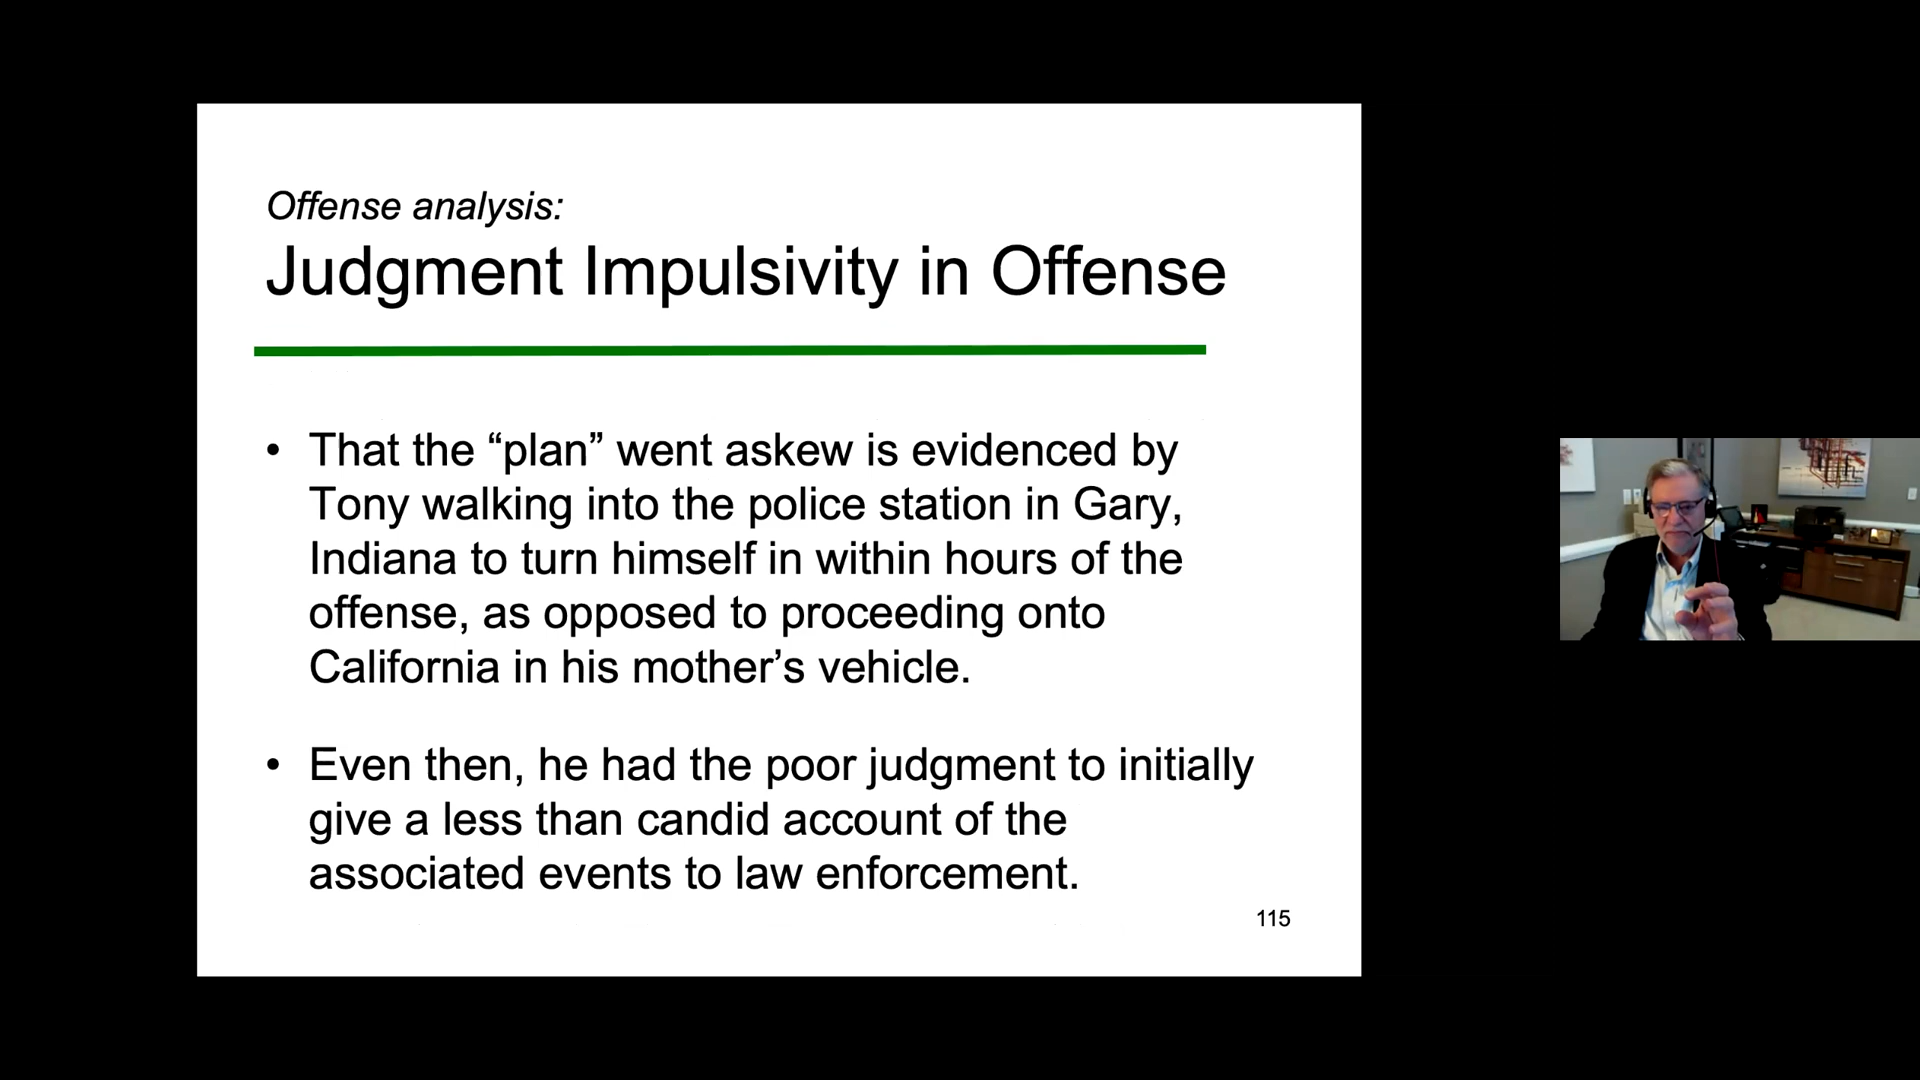 Offense analysis:
Judgment Impulsivity in Offense
• That the “plan” went askew is evidenced by
Tony walking into the police station in Gary,
Indiana to turn himself in within hours of the
offense, as opposed to proceeding onto
California in his mother’s vehicle.
• Even then, he had the poor judgment to initially
give a less than candid account of the
associated events to law enforcement.
115